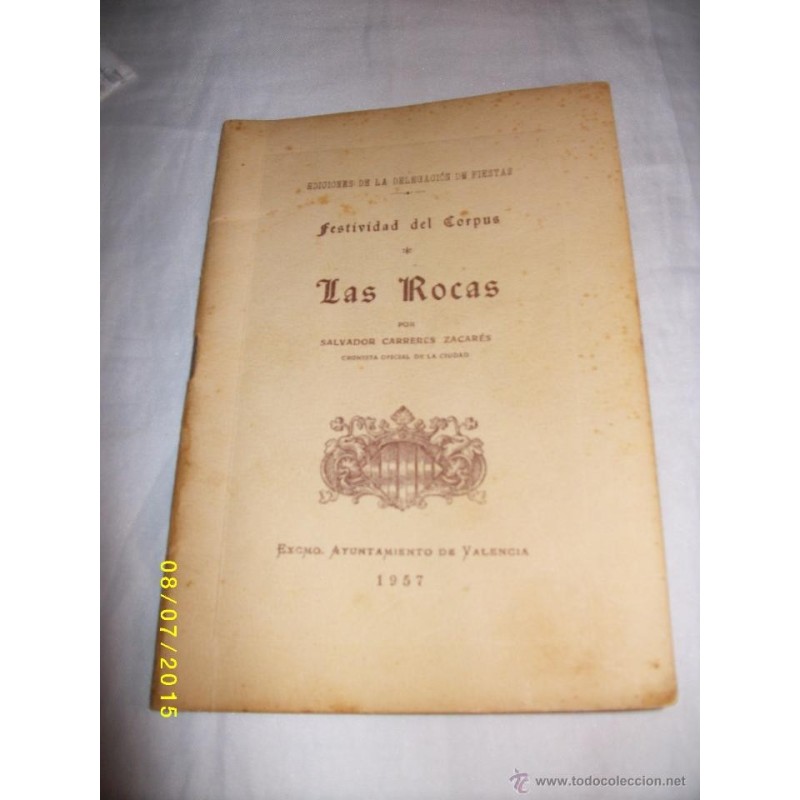 EDICIONES DE LA DELEGACIÓN DE FIESTAS
Festividad del Corpus
Las Rocas
POR
SALVADOR CARRERES ZACARÉS
CRONISTA OFICIAL DE LA CIUDAD
EXCMO. AYUNTAMIENTO DE VALENCIA
1957
08/07/2015
© www.todocoleccion.net